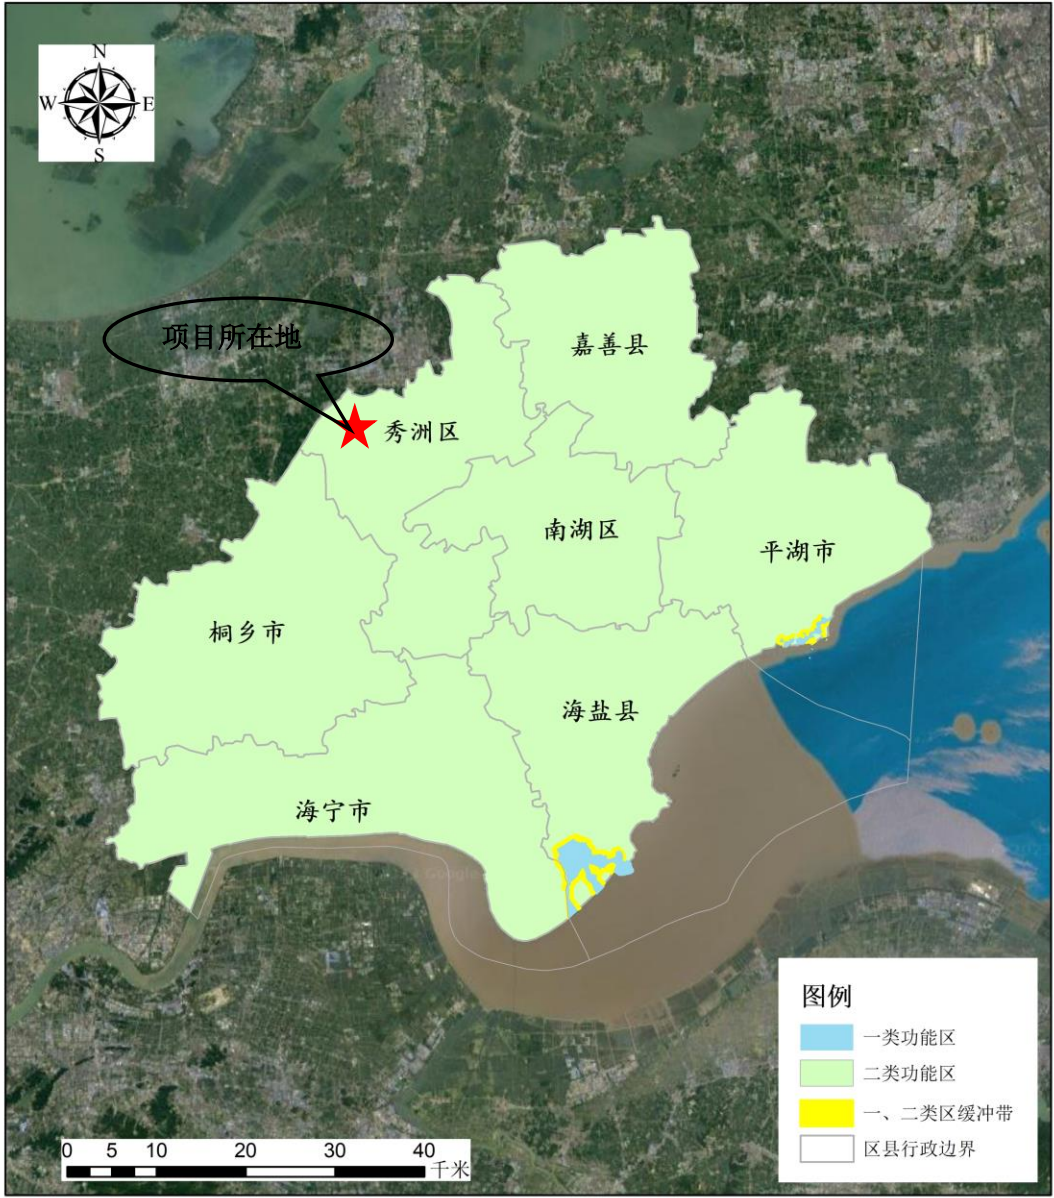 N
W E
S
项目所在地
嘉善县
秀洲区
南湖区
平湖市
桐乡市
海盐县
海宁市
Google
图例
一类功能区
二类功能区
一、二类区缓冲带
区县行政边界
0 5 10 20 30 40
千米